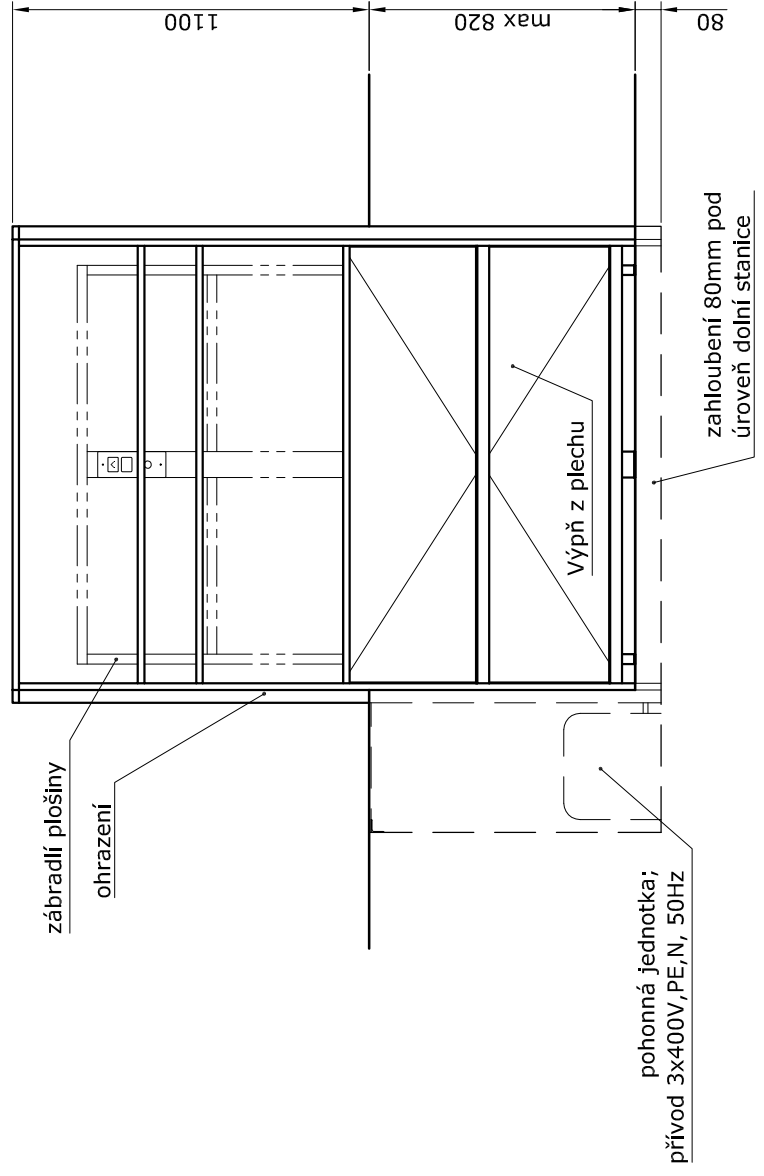 1100
max 820
80
zábradlí plošiny
ohrazení
Výpň z plechu
zahloubení 80mm pod
úroveň dolní stanice
pohonná jednotka;
přívod 3x400V,PE,N, 50Hz